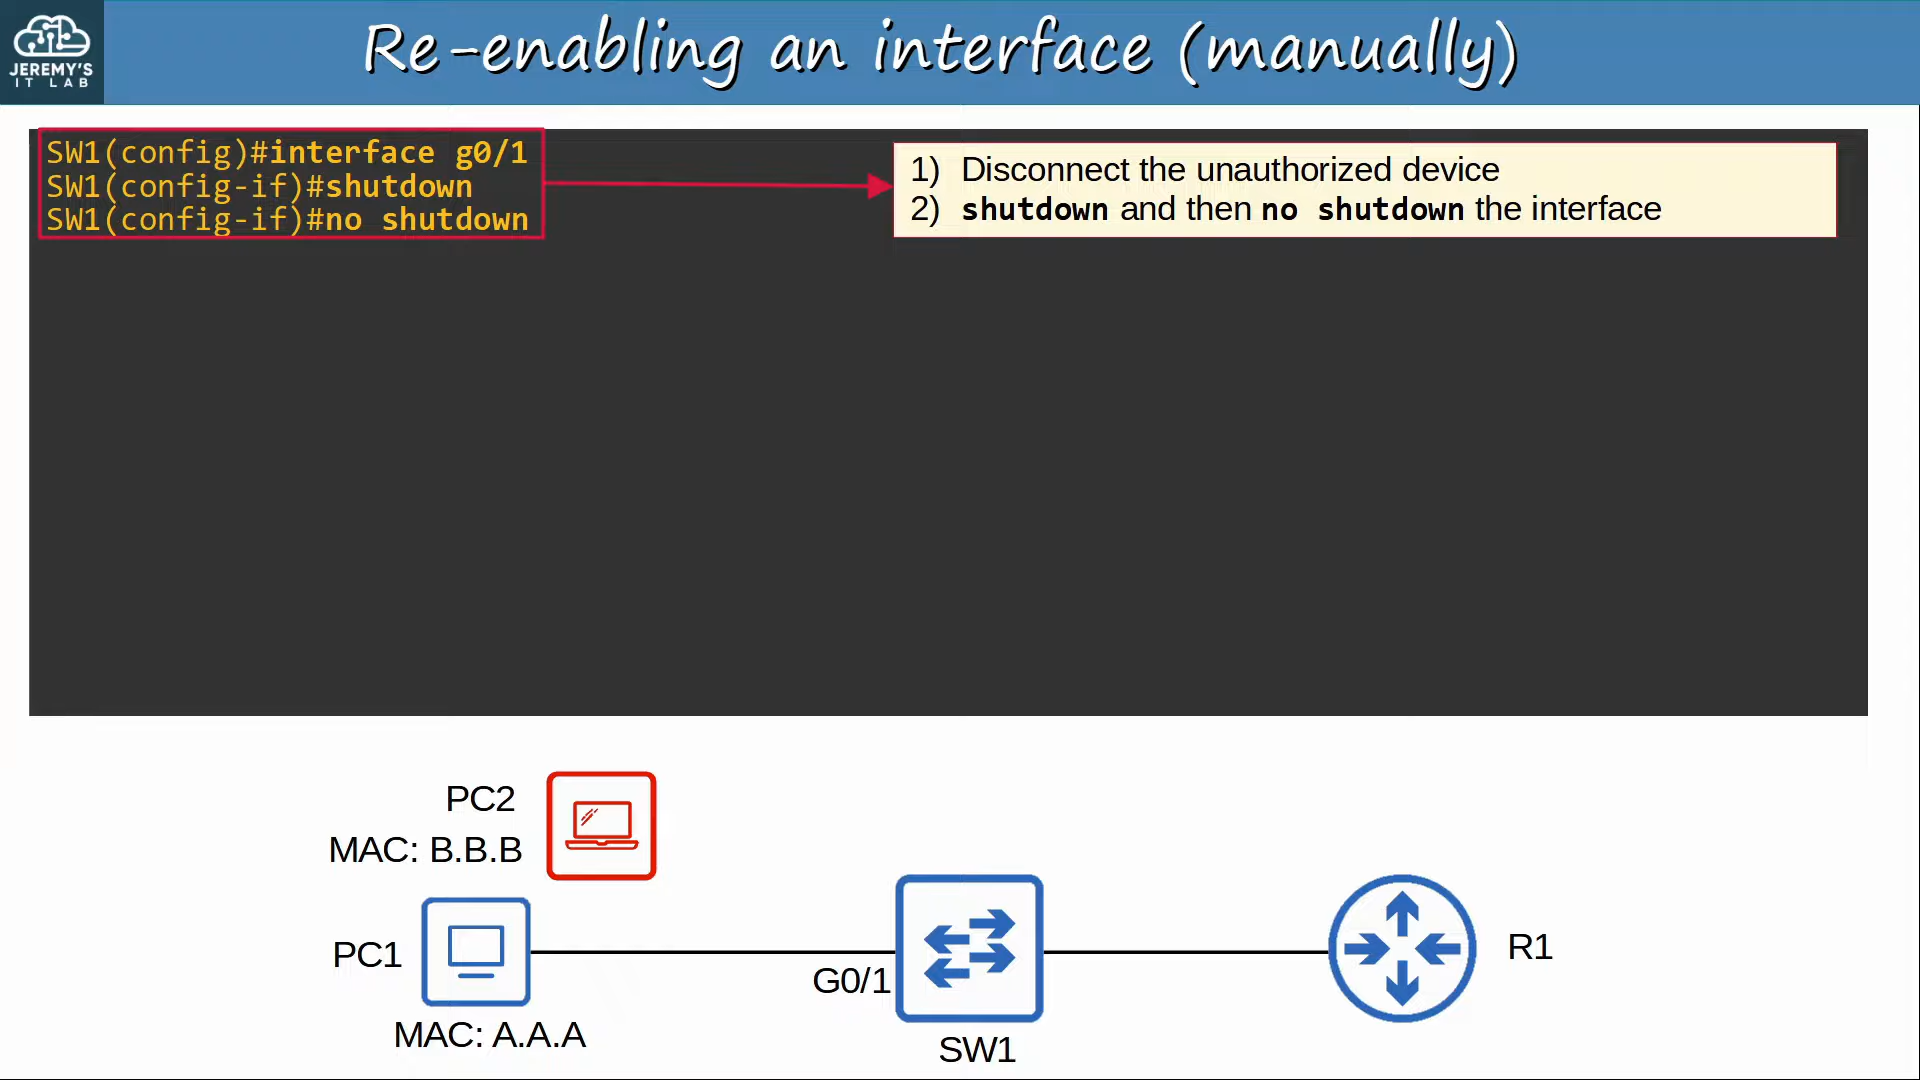 JEREMY'S
IT LAB
Re-enabling an interface (manually)
SW1(config)#interface g0/1
SW1(config-if)#shutdown
SW1(config-if)#no shutdown
1) Disconnect the unauthorized device
2) shutdown and then no shutdown the interface
PC2
MAC: B.B.B
PC1
MAC: A.A.A
G0/1
SW1
R1